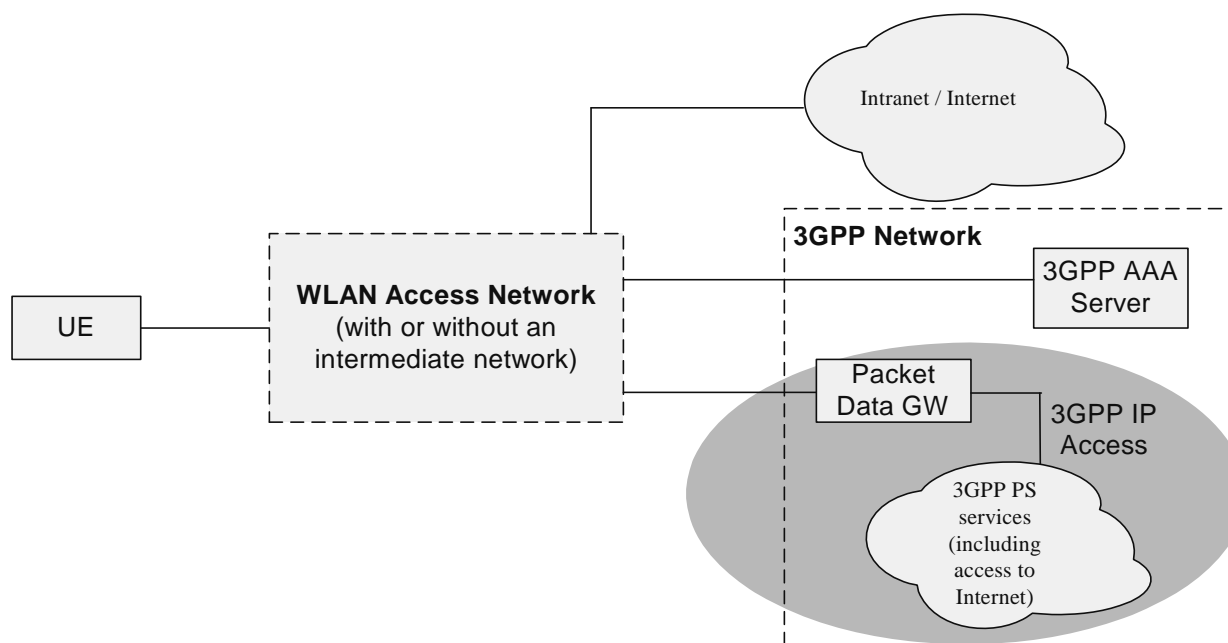 Intranet / Internet
3GPP Network
3GPP AAA
Server
WLAN Access Network
(with or without an
intermediate network)
UE
Packet
Data GW
3GPP IP
Access
3GPP PS
services
(including
access to
Internet)